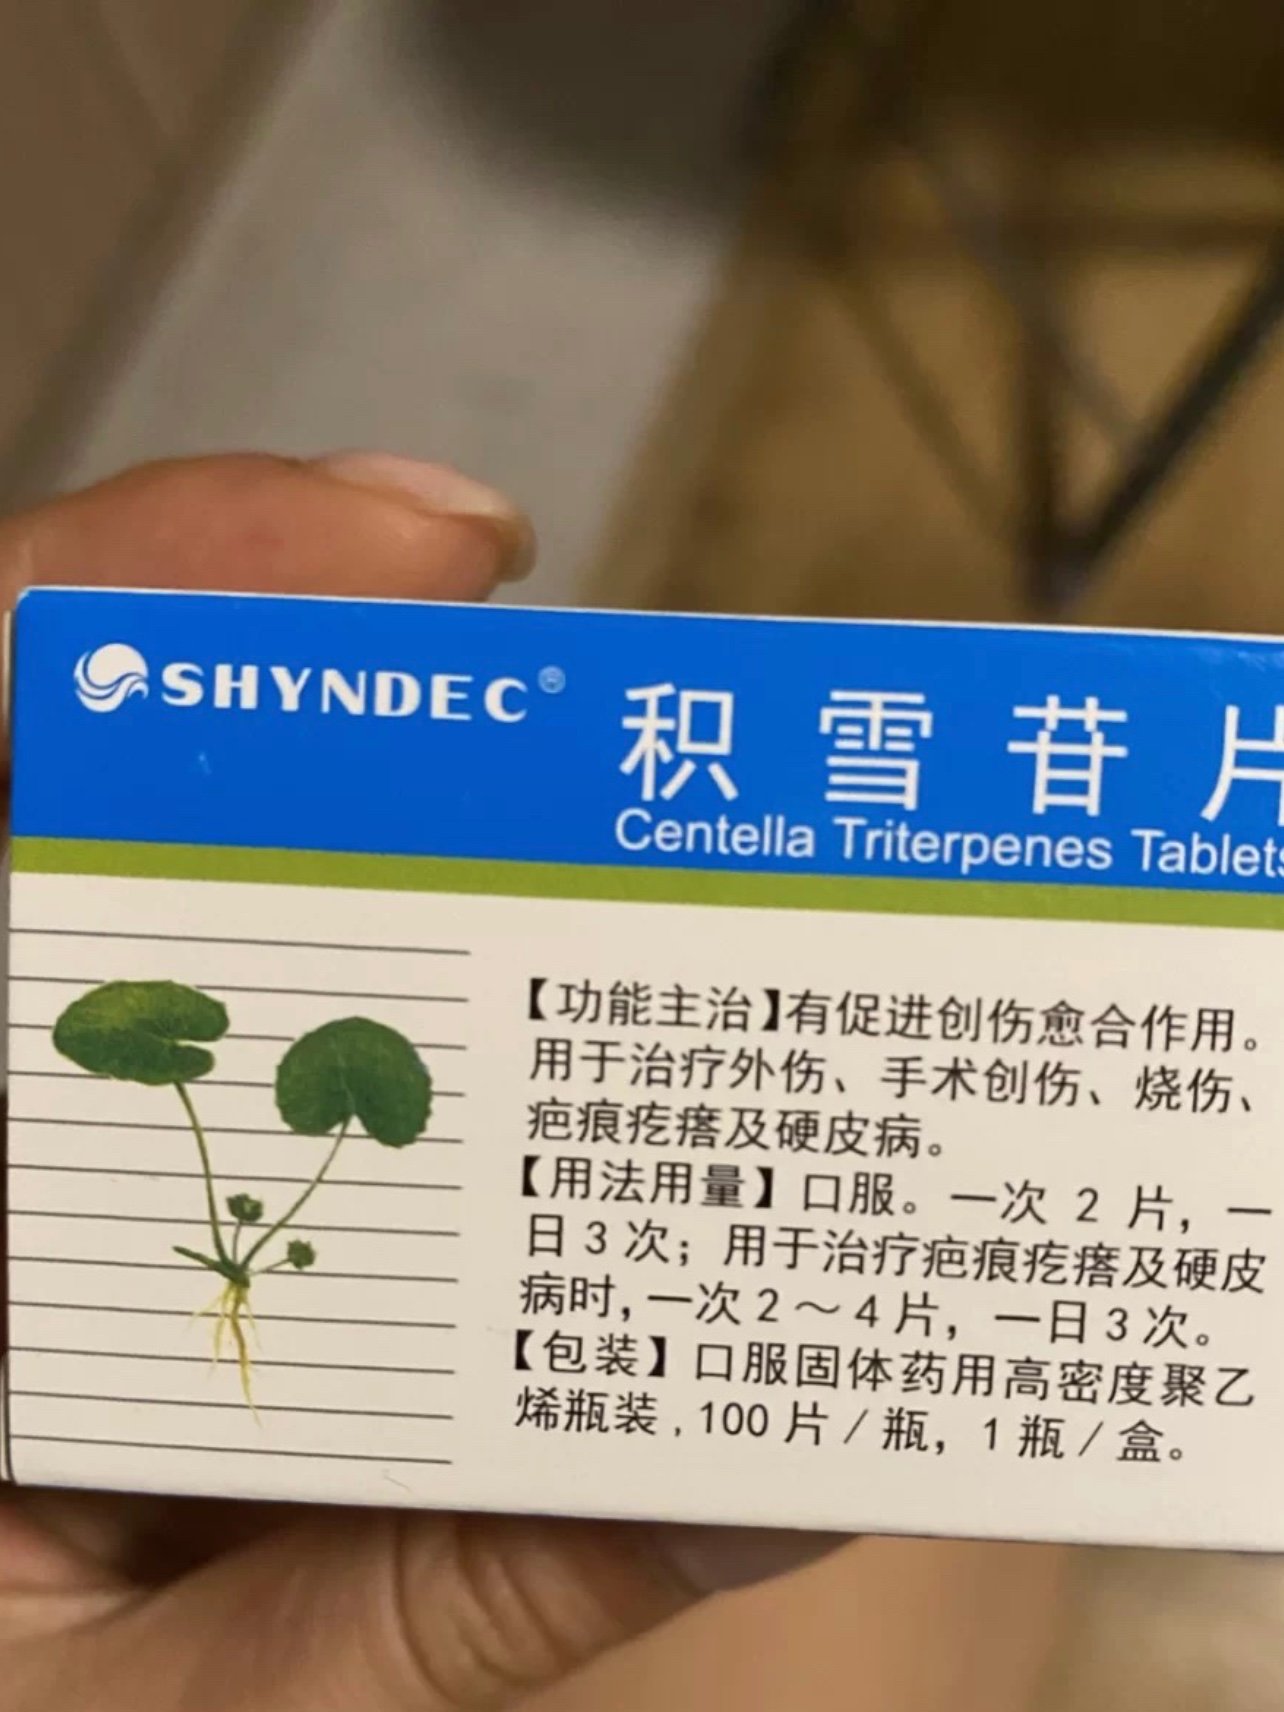 SHYNDEC®
积雪苷片
Centella Triterpenes Tablets
【功能主治】有促进创伤愈合作用。
用于治疗外伤、手术创伤、烧伤、
疤痕疙瘩及硬皮病。
【用法用量】口服。一次 2 片，一
日 3 次；用于治疗疤痕疙瘩及硬皮
病时,一次 2～4 片，一日 3 次。
【包装】口服固体药用高密度聚乙
烯瓶装,100 片/瓶，1 瓶/盒。